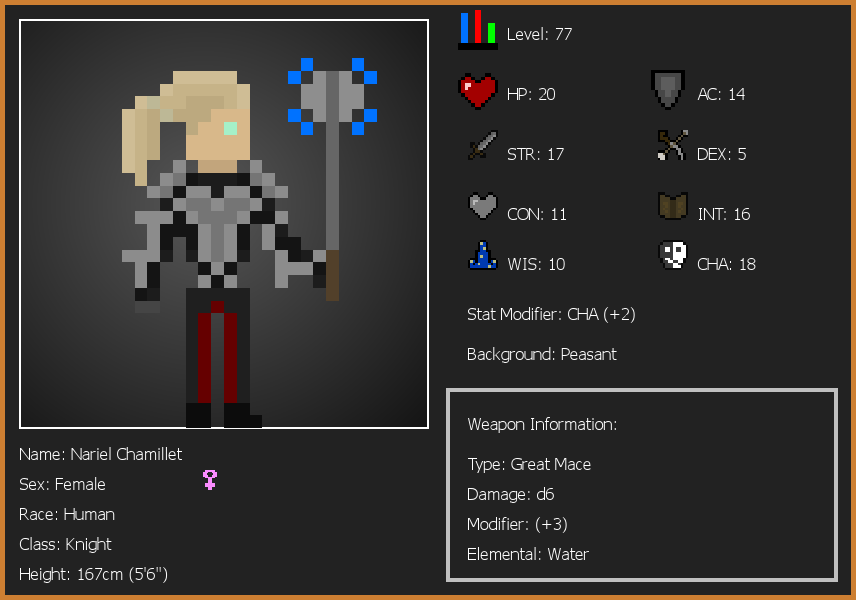 Level: 77
HP: 20
AC: 14
STR: 17
DEX: 5
CON: 11
INT: 16
WIS: 10
CHA: 18
Stat Modifier: CHA (+2)
Background: Peasant
Weapon Information:
Type: Great Mace
Damage: d6
Modifier: (+3)
Elemental: Water
Name: Nariel Chamillet
Sex: Female
Race: Human
Class: Knight
Height: 167cm (5'6")